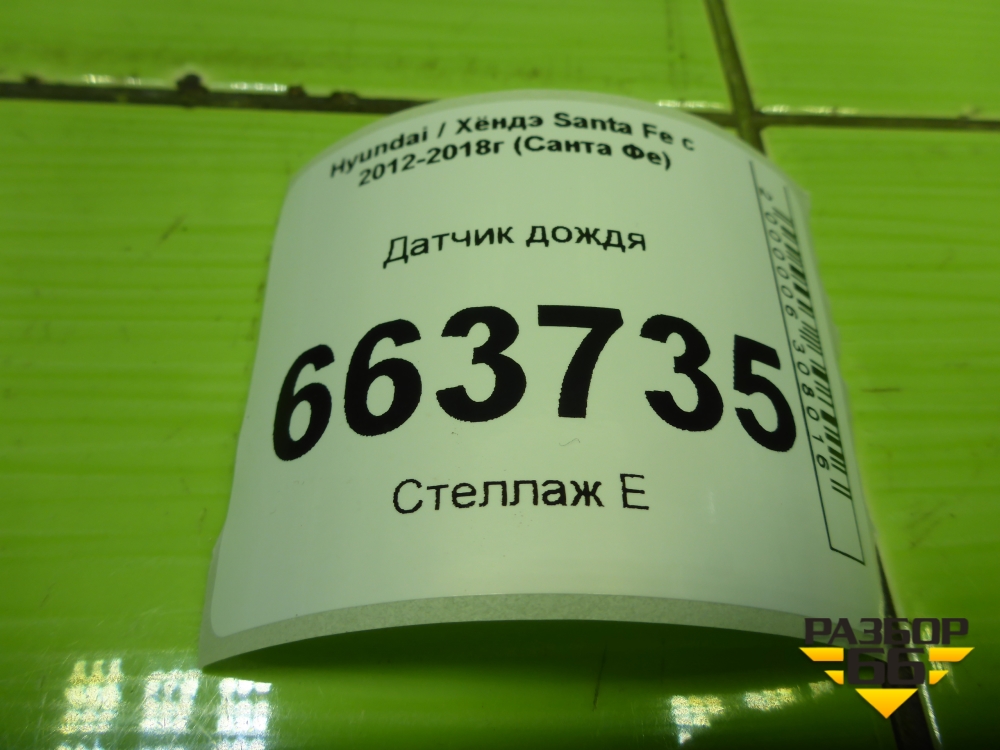 Hyundai / Хёндэ Santa Fe с
2012-2018г (Санта Фе)
Датчик дождя
663735
Стеллаж Е
2000006308016
РАЗБОР
66